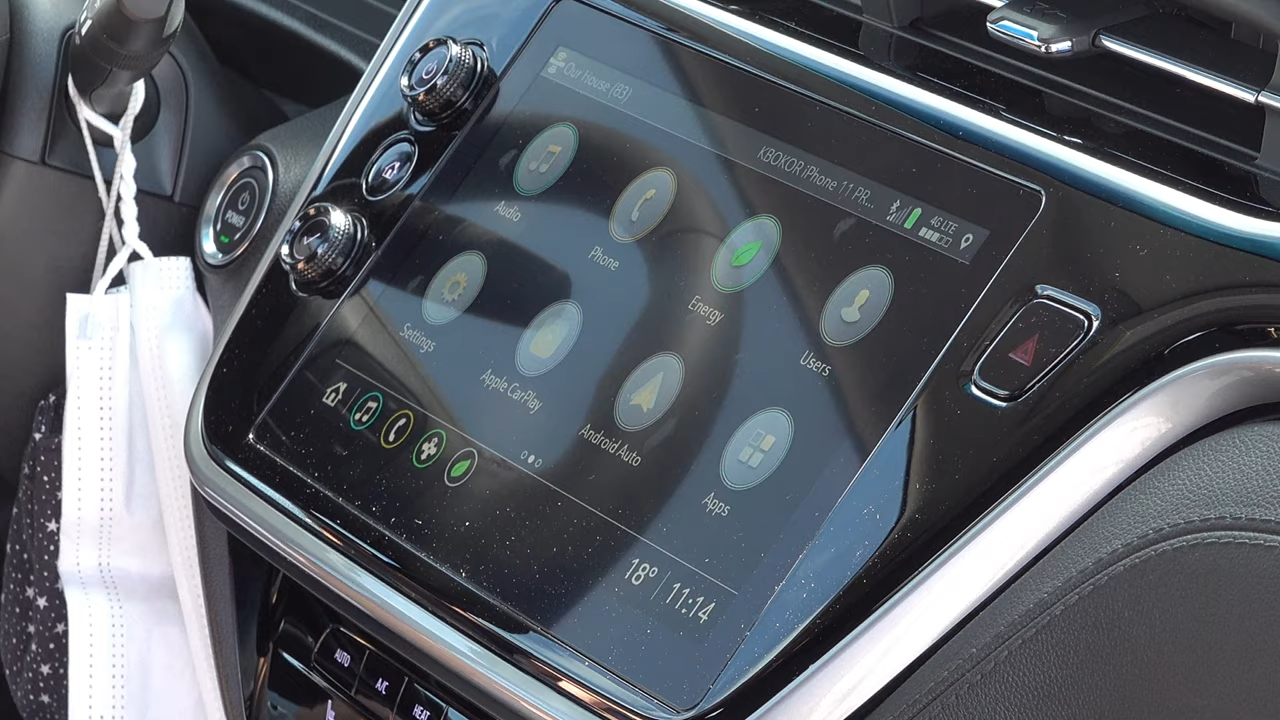 Our house (83)
KBOKOR iPhone 11 PR...
4G LTE
Audio
Phone
Energy
Users
Settings
Apple CarPlay
Android Auto
Apps
18° | 11:14
POWER
AUTO
A/C
HEAT